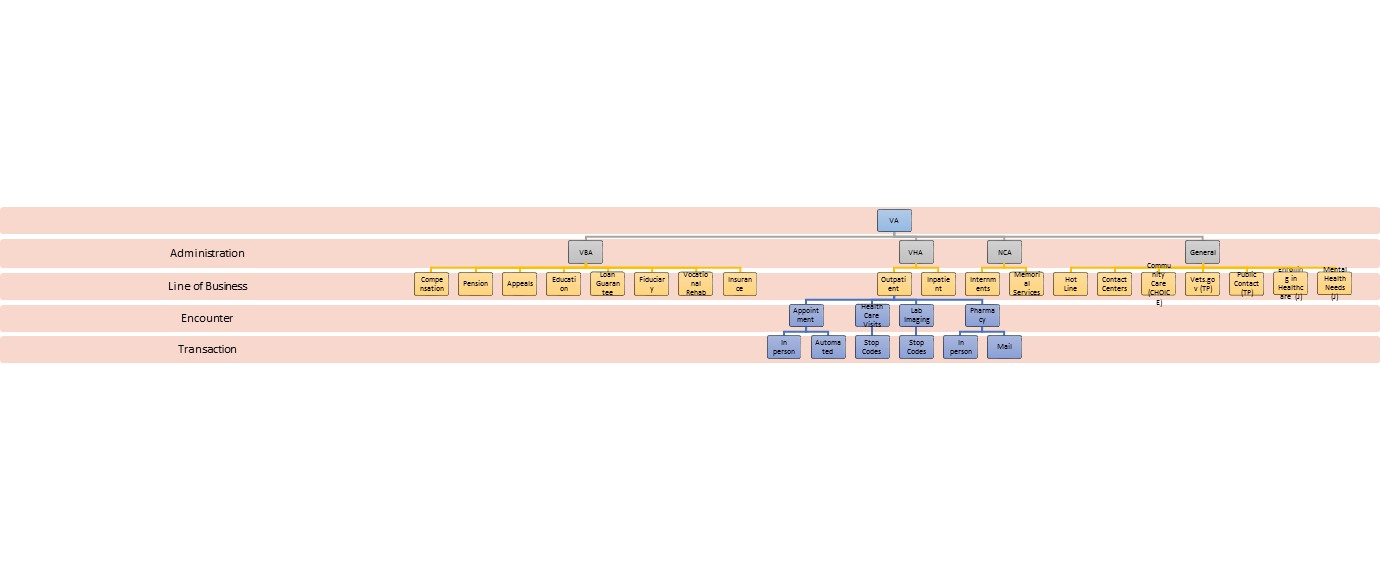 VA
Administration
VBA
VHA
NCA
General
Line of Business
Compe
nsation
Pension
Appeals
Educati
on
Loan
Guaran
tee
Fiduciar
y
Vocatio
nal
Rehab
Insuran
ce
Outpati
ent
Inpatie
nt
Internm
ents
Memori
al
Services
Hot
Line
Contact
Centers
Commu
nity
Care
(CHOIC
E)
Vets.go
v (TP)
Public
Contact
(TP)
Enrollin
g in
Healthc
are (J)
Mental
Health
Needs
(J)
Encounter
Appoint
ment
Health
Care
Visits
Lab
Imaging
Pharma
cy
Transaction
In
person
Automa
ted
Stop
Codes
Stop
Codes
In
person
Mail